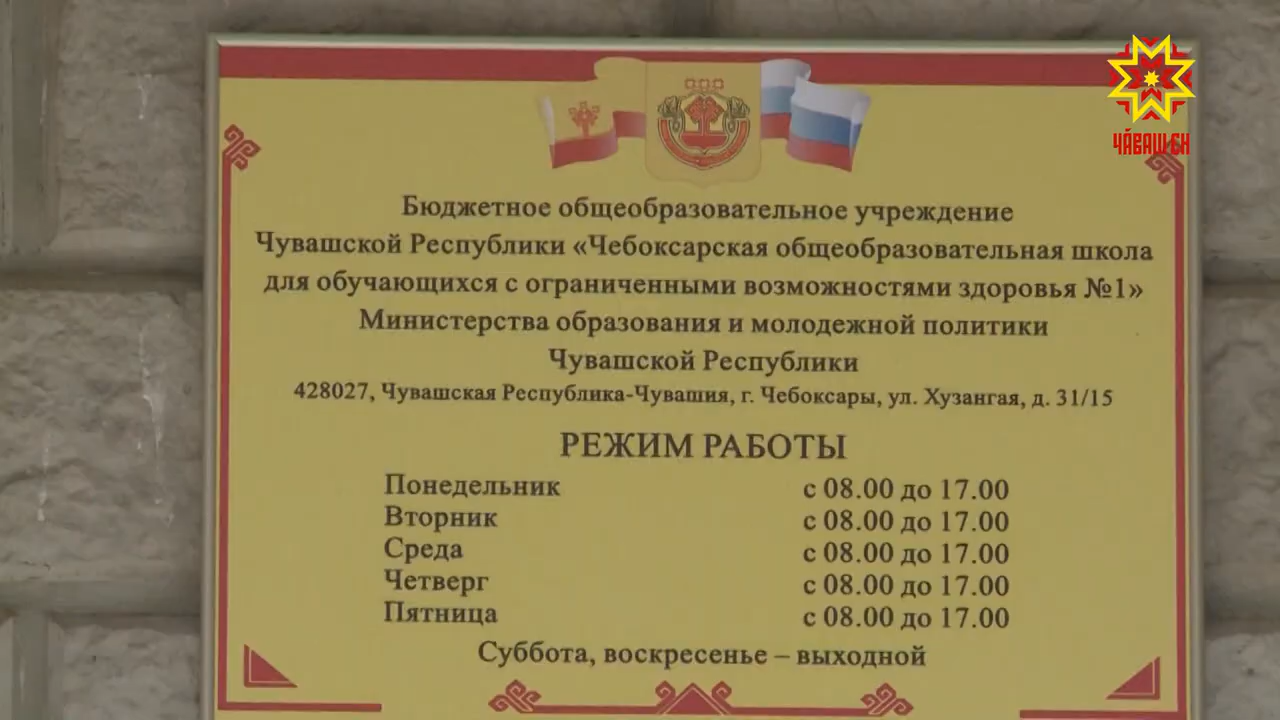 ЧӐВАШ ЕН
Бюджетное общеобразовательное учреждение
Чувашской Республики «Чебоксарская общеобразовательная школа
для обучающихся с ограниченными возможностями здоровья №1»
Министерства образования и молодежной политики
Чувашской Республики
428027, Чувашская Республика-Чувашия, г. Чебоксары, ул. Хузангая, д. 31/15
РЕЖИМ РАБОТЫ
Понедельник с 08.00 до 17.00
Вторник с 08.00 до 17.00
Среда с 08.00 до 17.00
Четверг с 08.00 до 17.00
Пятница с 08.00 до 17.00
Суббота, воскресенье – выходной